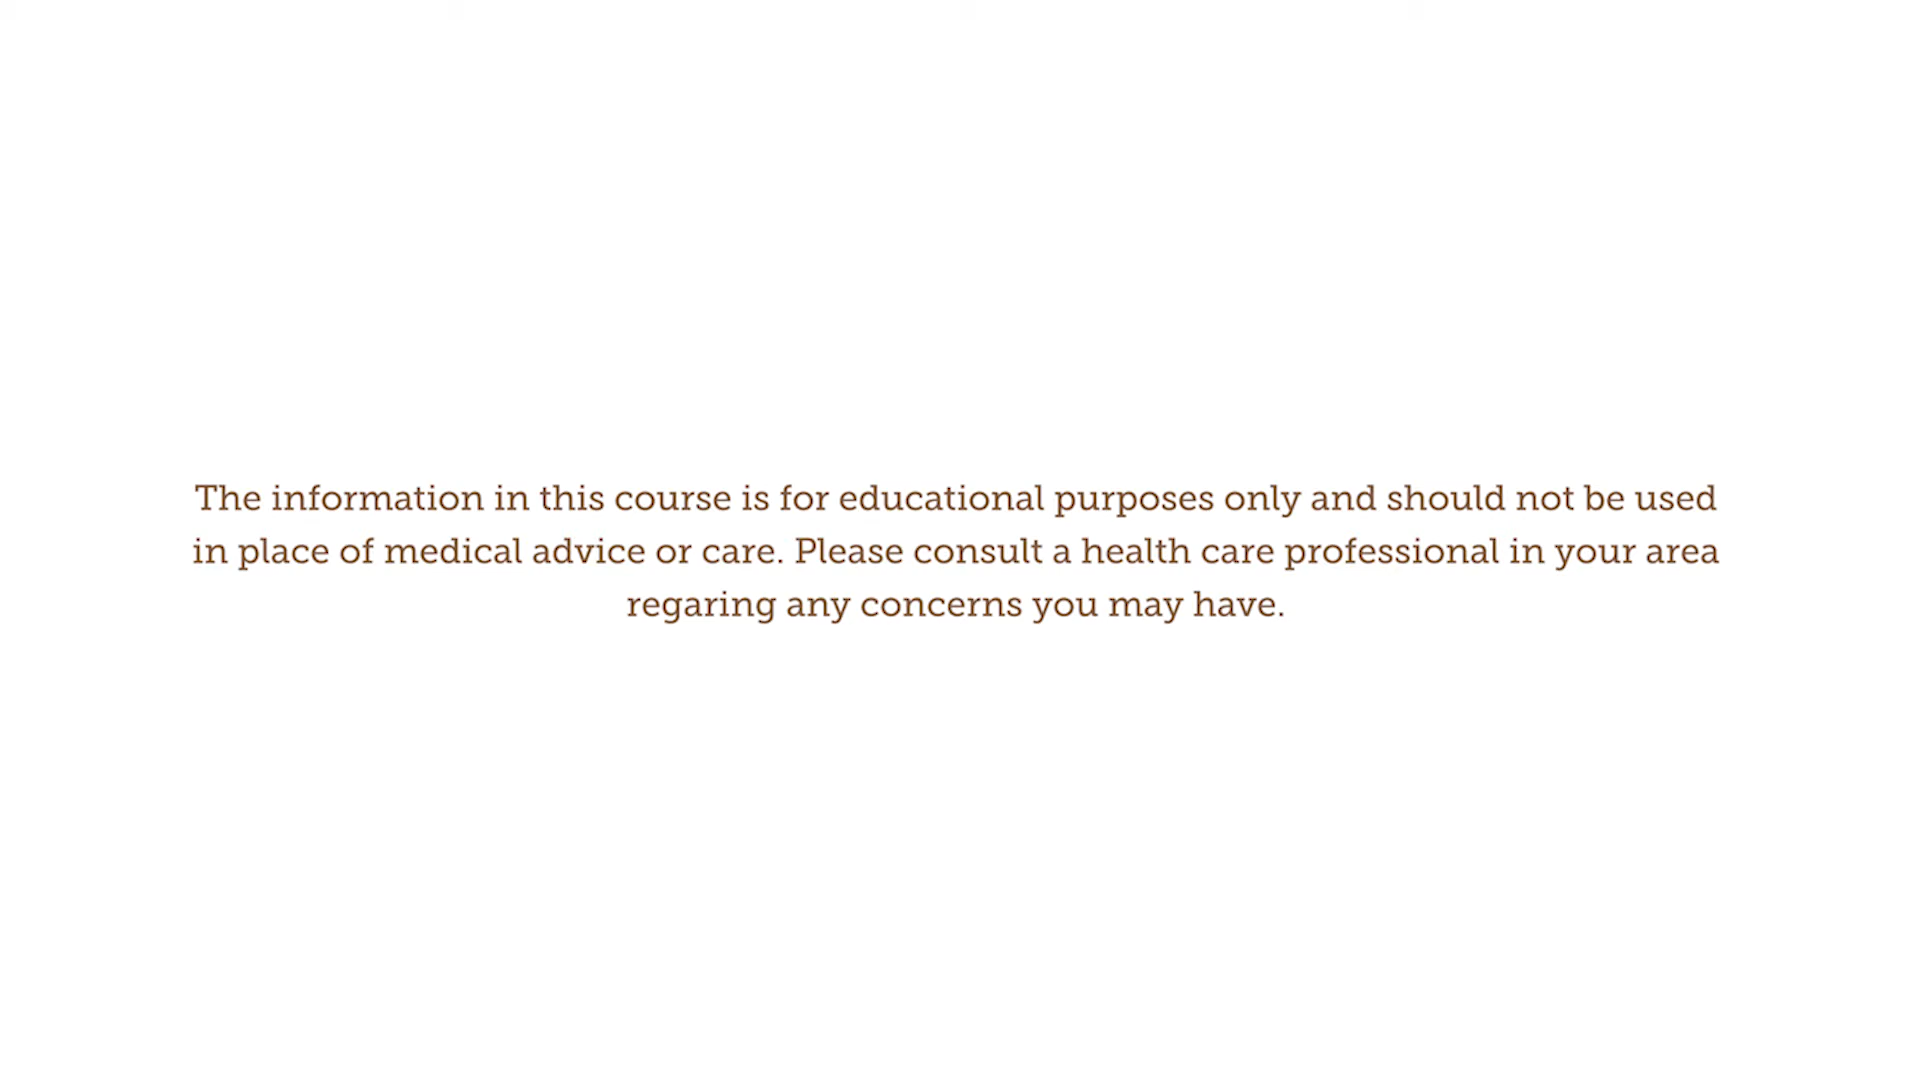 The information in this course is for educational purposes only and should not be used
in place of medical advice or care. Please consult a health care professional in your area
regaring any concerns you may have.